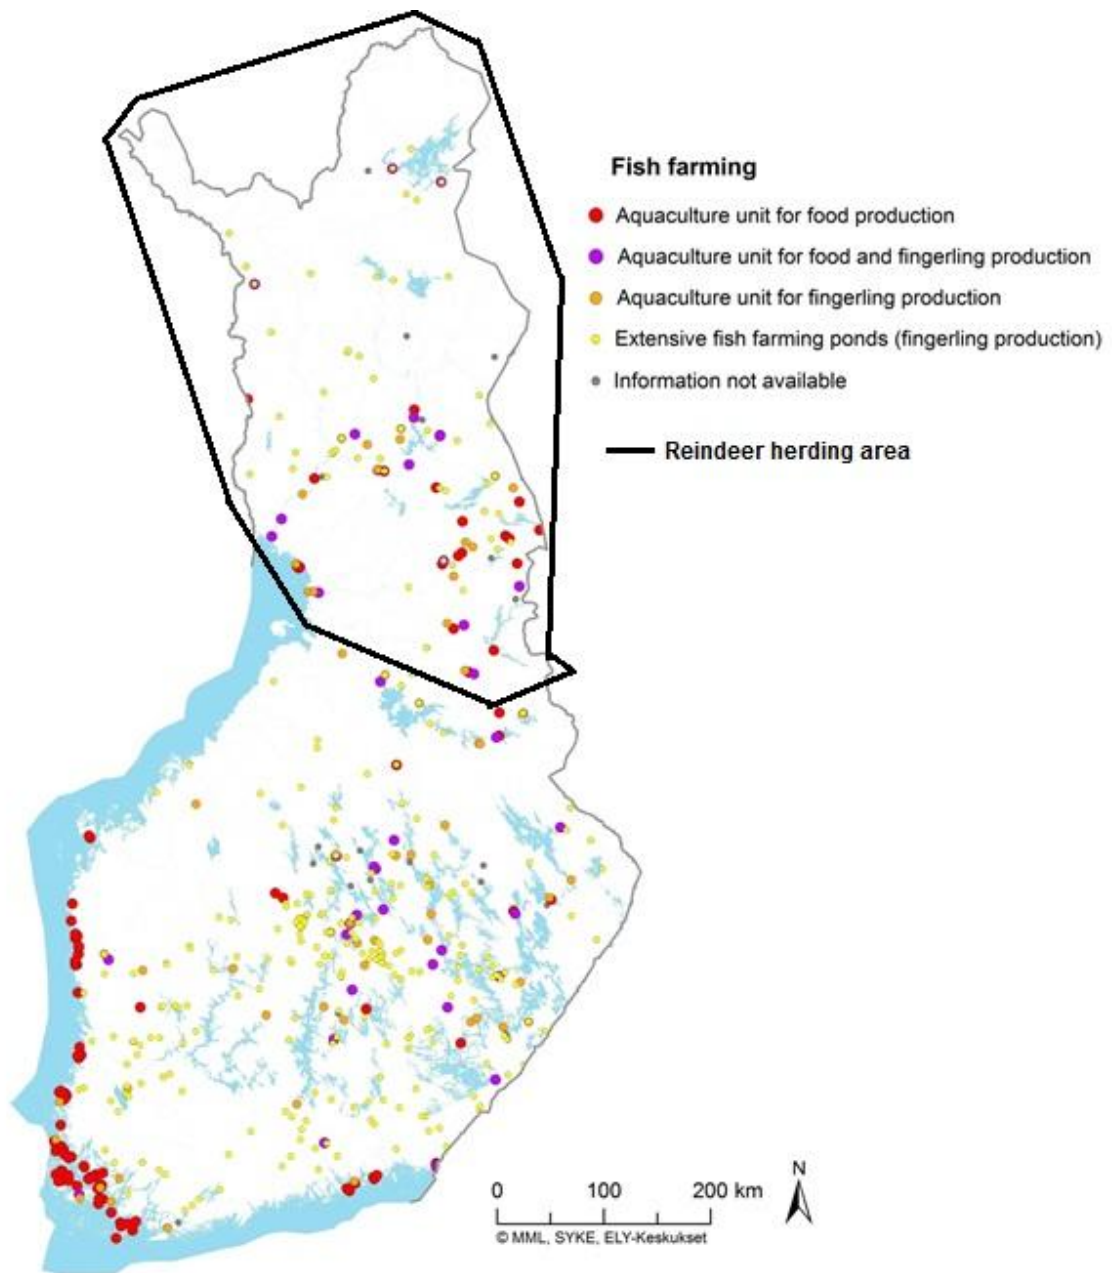 Fish farming
Aquaculture unit for food production
Aquaculture unit for food and fingerling production
Aquaculture unit for fingerling production
Extensive fish farming ponds (fingerling production)
Information not available
Reindeer herding area
N
0 100 200 km
© MML, SYKE, ELY-Keskukset